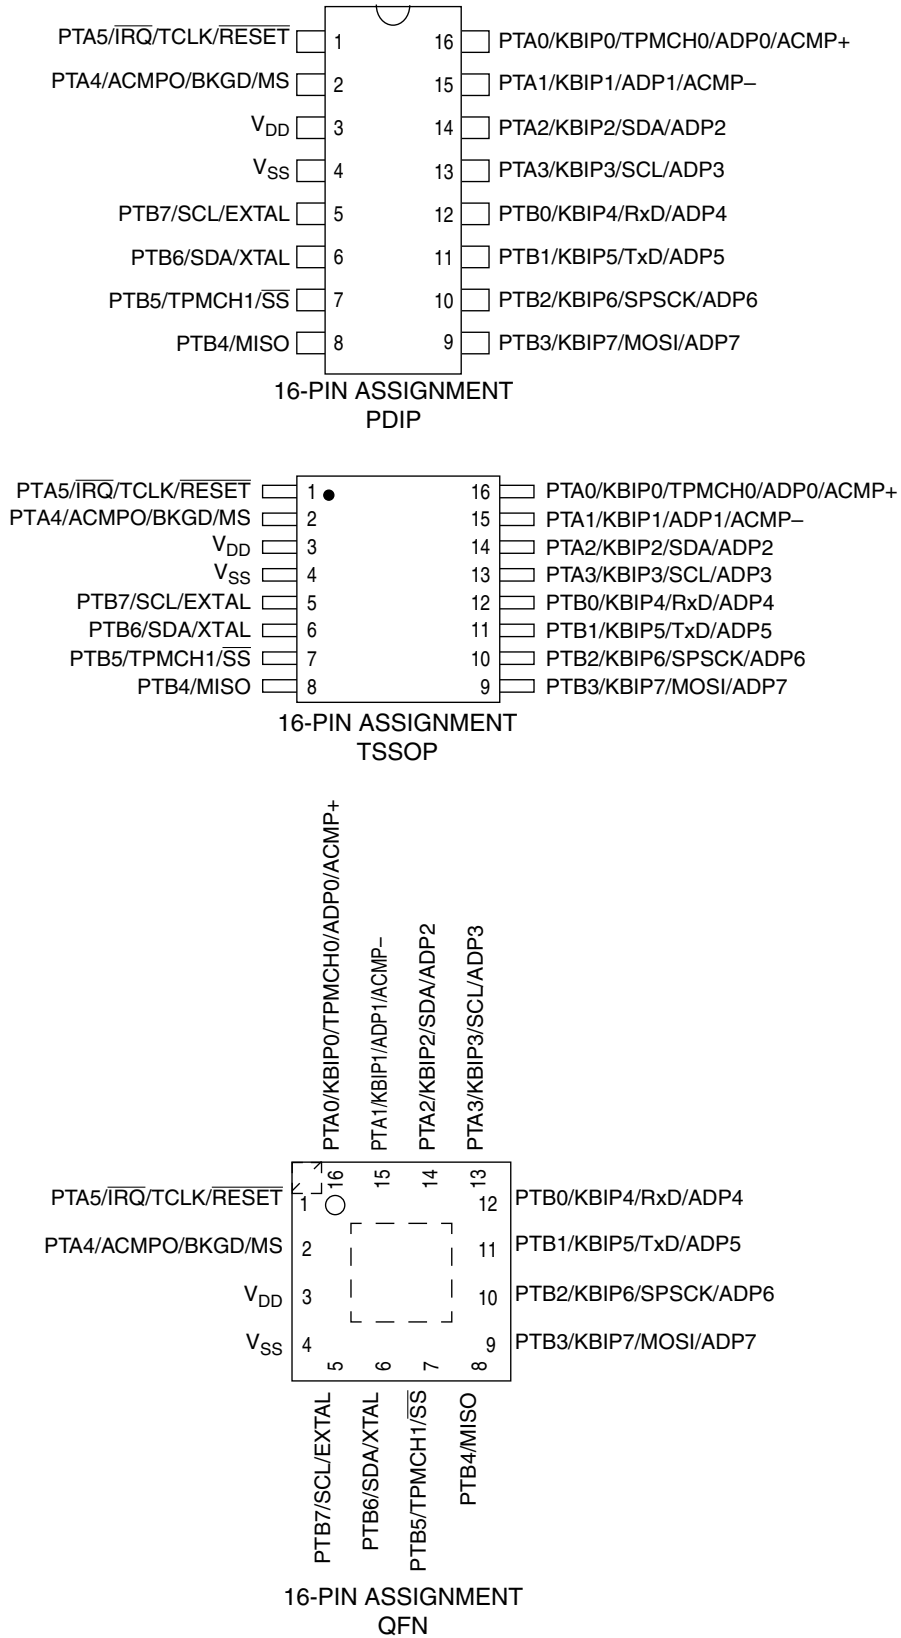 PTA5/IRQ/TCLK/RESET 1 16 PTA0/KBIP0/TPMCH0/ADP0/ACMP+
PTA4/ACMPO/BKGD/MS 2 15 PTA1/KBIP1/ADP1/ACMP–
VDD 3 14 PTA2/KBIP2/SDA/ADP2
VSS 4 13 PTA3/KBIP3/SCL/ADP3
PTB7/SCL/EXTAL 5 12 PTB0/KBIP4/RxD/ADP4
PTB6/SDA/XTAL 6 11 PTB1/KBIP5/TxD/ADP5
PTB5/TPMCH1/SS 7 10 PTB2/KBIP6/SPSCK/ADP6
PTB4/MISO 8 9 PTB3/KBIP7/MOSI/ADP7
16-PIN ASSIGNMENT
PDIP
PTA5/IRQ/TCLK/RESET 1 16 PTA0/KBIP0/TPMCH0/ADP0/ACMP+
PTA4/ACMPO/BKGD/MS 2 15 PTA1/KBIP1/ADP1/ACMP–
VDD 3 14 PTA2/KBIP2/SDA/ADP2
VSS 4 13 PTA3/KBIP3/SCL/ADP3
PTB7/SCL/EXTAL 5 12 PTB0/KBIP4/RxD/ADP4
PTB6/SDA/XTAL 6 11 PTB1/KBIP5/TxD/ADP5
PTB5/TPMCH1/SS 7 10 PTB2/KBIP6/SPSCK/ADP6
PTB4/MISO 8 9 PTB3/KBIP7/MOSI/ADP7
16-PIN ASSIGNMENT
TSSOP
PTA0/KBIP0/TPMCH0/ADP0/ACMP+
PTA1/KBIP1/ADP1/ACMP–
PTA2/KBIP2/SDA/ADP2
PTA3/KBIP3/SCL/ADP3
16 15 14 13
PTA5/IRQ/TCLK/RESET 1 12 PTB0/KBIP4/RxD/ADP4
PTA4/ACMPO/BKGD/MS 2 11 PTB1/KBIP5/TxD/ADP5
VDD 3 10 PTB2/KBIP6/SPSCK/ADP6
VSS 4 9 PTB3/KBIP7/MOSI/ADP7
5 6 7 8
PTB7/SCL/EXTAL
PTB6/SDA/XTAL
PTB5/TPMCH1/SS
PTB4/MISO
16-PIN ASSIGNMENT
QFN